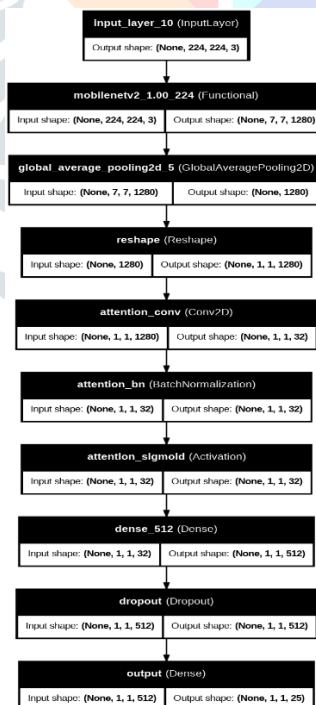 input_layer_10 (InputLayer)
Output shape: (None, 224, 224, 3)
mobilenetv2_1.00_224 (Functional)
Input shape: (None, 224, 224, 3) Output shape: (None, 7, 7, 1280)
global_average_pooling2d_5 (GlobalAveragePooling2D)
Input shape: (None, 7, 7, 1280) Output shape: (None, 1280)
reshape (Reshape)
Input shape: (None, 1280) Output shape: (None, 1, 1, 1280)
attention_conv (Conv2D)
Input shape: (None, 1, 1, 1280) Output shape: (None, 1, 1, 32)
attention_bn (BatchNormalization)
Input shape: (None, 1, 1, 32) Output shape: (None, 1, 1, 32)
attention_sigmoid (Activation)
Input shape: (None, 1, 1, 32) Output shape: (None, 1, 1, 32)
dense_512 (Dense)
Input shape: (None, 1, 1, 32) Output shape: (None, 1, 1, 512)
dropout (Dropout)
Input shape: (None, 1, 1, 512) Output shape: (None, 1, 1, 512)
output (Dense)
Input shape: (None, 1, 1, 512) Output shape: (None, 1, 1, 25)